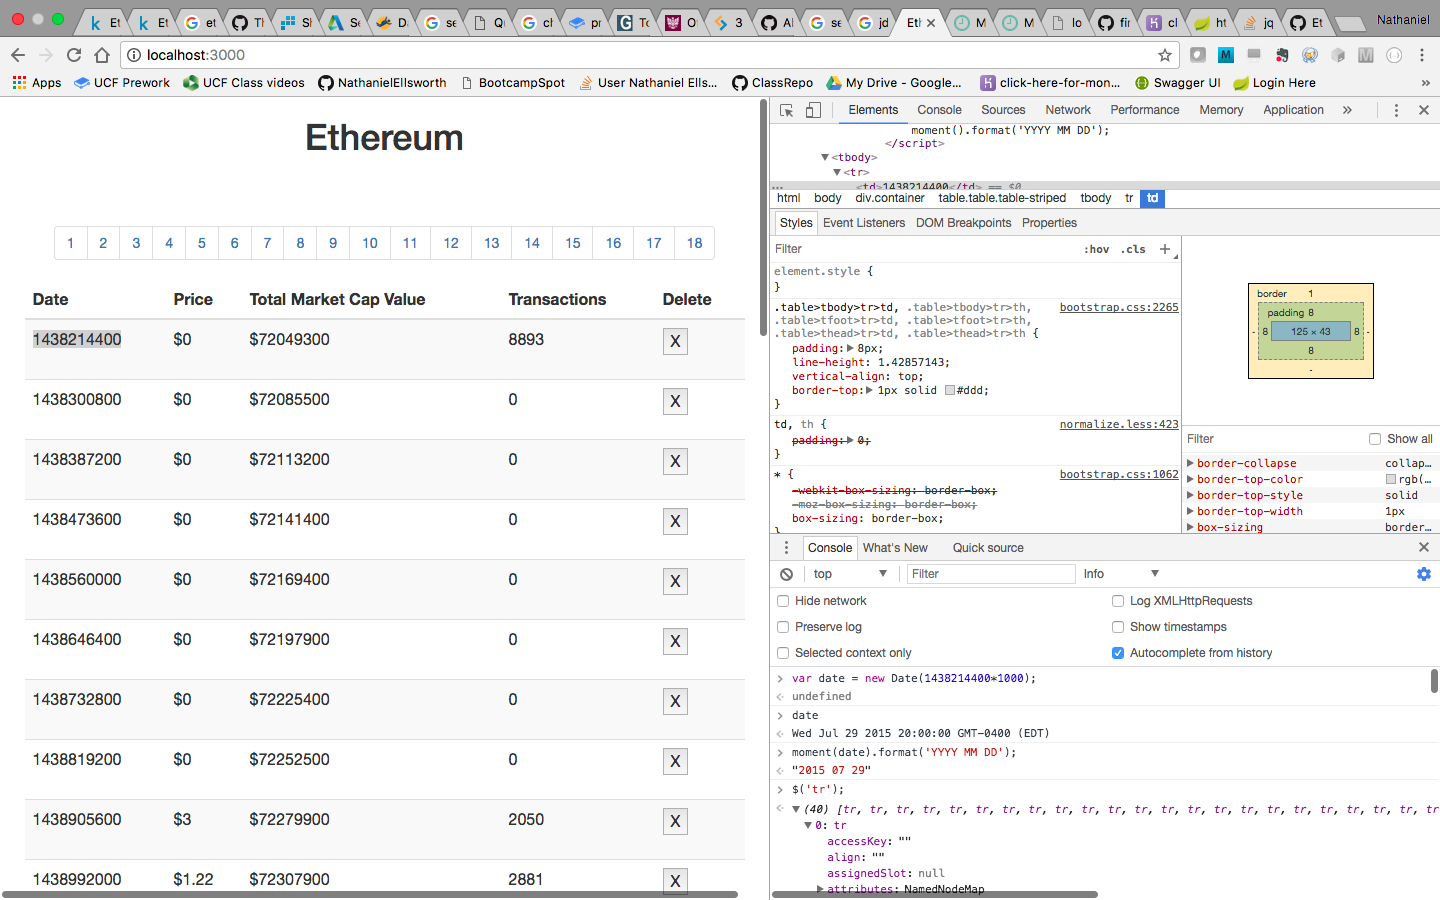 Et Et et Th Sh Se Da se Qu ch pr To O 3 Al se jd Et M M lo fir cl ht jq Et Nathaniel
localhost:3000
Apps UCF Prework UCF Class videos NathanielEllsworth BootcampSpot User Nathaniel Ells... ClassRepo My Drive - Google... click-here-for-mon... Swagger UI Login Here »
Ethereum
1 2 3 4 5 6 7 8 9 10 11 12 13 14 15 16 17 18
Date Price Total Market Cap Value Transactions Delete
1438214400 $0 $72049300 8893 X
1438300800 $0 $72085500 0 X
1438387200 $0 $72113200 0 X
1438473600 $0 $72141400 0 X
1438560000 $0 $72169400 0 X
1438646400 $0 $72197900 0 X
1438732800 $0 $72225400 0 X
1438819200 $0 $72252500 0 X
1438905600 $3 $72279900 2050 X
1438992000 $1.22 $72307900 2881 X
Elements Console Sources Network Performance Memory Application »
moment().format('YYYY MM DD');
</script>
<tbody>
<tr>
<td>1438214400</td> == $0
html body div.container table.table.table-striped tbody tr td
Styles Event Listeners DOM Breakpoints Properties
Filter :hov .cls +
element.style {
}
.table>tbody>tr>td, .table>tbody>tr>th, bootstrap.css:2265
.table>tfoot>tr>td, .table>tfoot>tr>th,
.table>thead>tr>td, .table>thead>tr>th {
padding: 8px;
line-height: 1.42857143;
vertical-align: top;
border-top: 1px solid #ddd;
}
td, th { normalize.less:423
padding: 0;
}
* { bootstrap.css:1062
-webkit-box-sizing: border-box;
-moz-box-sizing: border-box;
box-sizing: border-box;
}
border 1
padding 8
- 8 125 × 43 8 -
8
-
Filter Show all
border-collapse collap...
border-top-color rgb(...
border-top-style solid
border-top-width 1px
box-sizing border...
Console What's New Quick source
top Filter Info
Hide network Log XMLHttpRequests
Preserve log Show timestamps
Selected context only Autocomplete from history
> var date = new Date(1438214400*1000);
undefined
> date
Wed Jul 29 2015 20:00:00 GMT-0400 (EDT)
> moment(date).format('YYYY MM DD');
"2015 07 29"
> $('tr');
(40) [tr, tr, tr, tr, tr, tr, tr, tr, tr, tr, tr, tr, tr, tr, tr, tr, tr, tr, tr, tr, tr, tr, tr
0: tr
accessKey: ""
align: ""
assignedSlot: null
attributes: NamedNodeMap